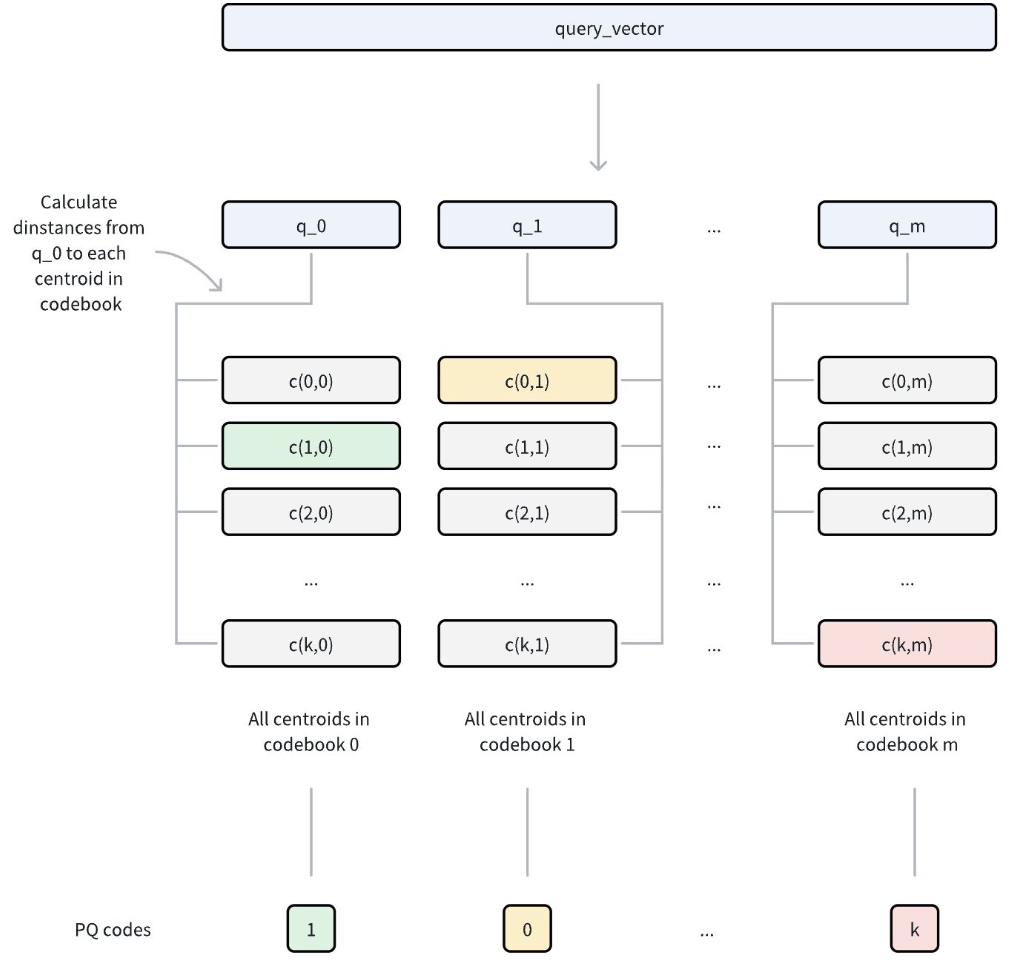 query_vector
Calculate
dinstances from
q_0 to each
centroid in
codebook
q_0
q_1
...
q_m
c(0,0)
c(0,1)
...
c(0,m)
c(1,0)
c(1,1)
...
c(1,m)
c(2,0)
c(2,1)
...
c(2,m)
...
...
...
...
c(k,0)
c(k,1)
...
c(k,m)
All centroids in
codebook 0
All centroids in
codebook 1
All centroids in
codebook m
PQ codes
1
0
...
k